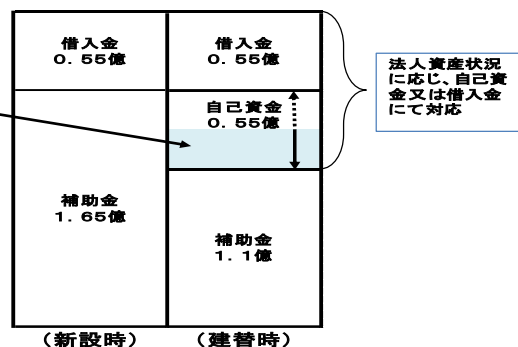 借入金
0.55億
借入金
0.55億
自己資金
0.55億
補助金
1.65億
補助金
1.1億
(新設時)
(建替時)
法人資産状況
に応じ、自己資
金又は借入金
にて対応